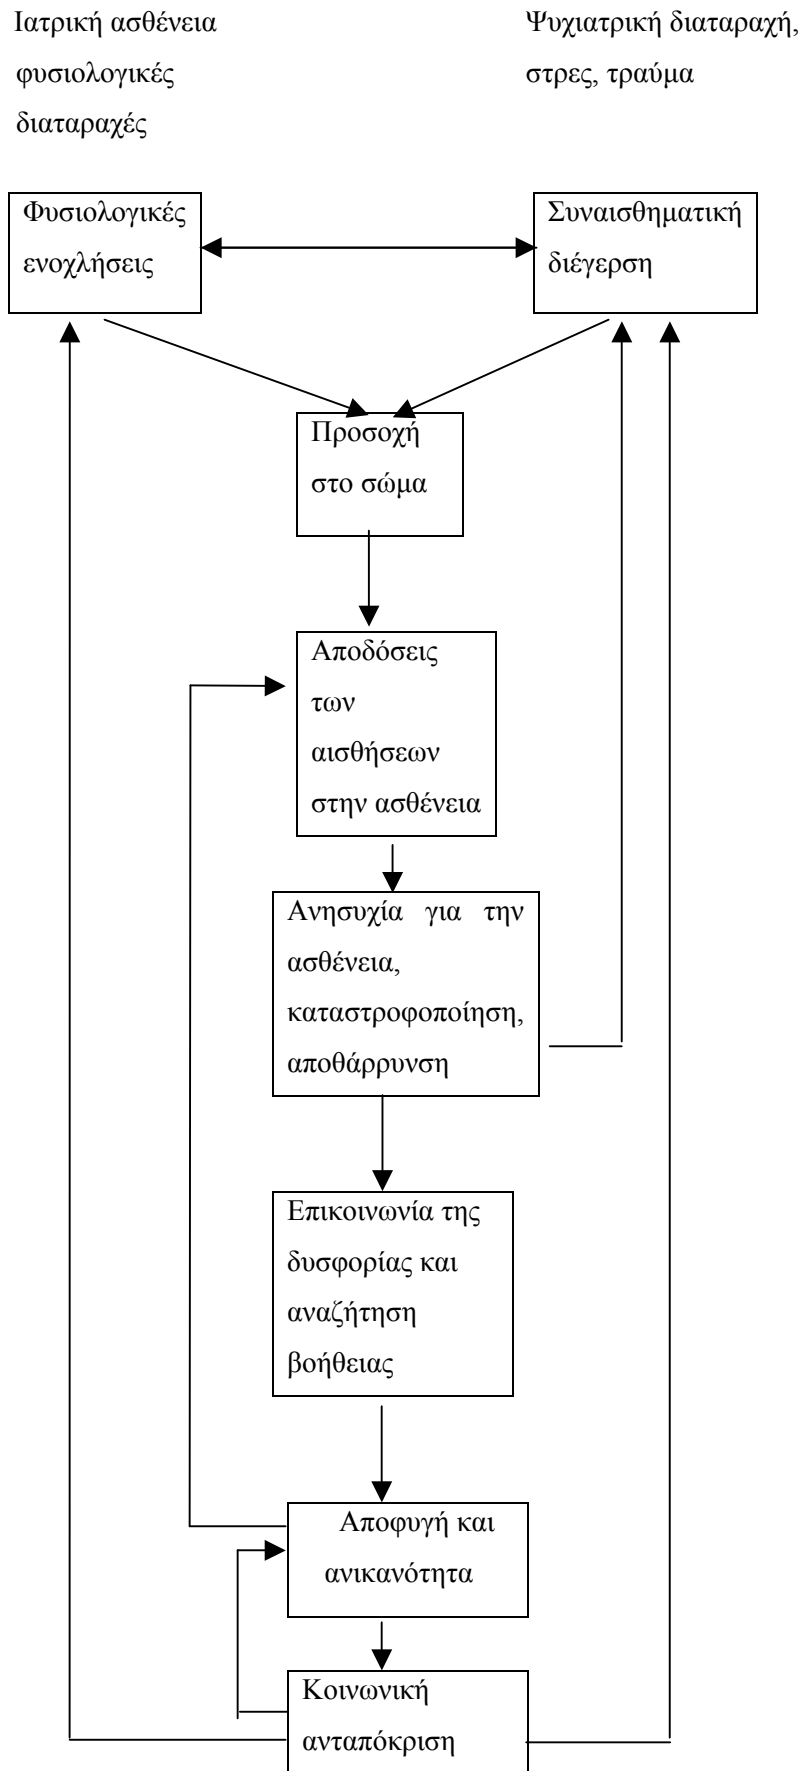 Ιατρική ασθένεια
φυσιολογικές
διαταραχές
Ψυχιατρική διαταραχή,
στρες, τραύμα
Φυσιολογικές
ενοχλήσεις
Συναισθηματική
διέγερση
Προσοχή
στο σώμα
Αποδόσεις
των
αισθήσεων
στην ασθένεια
Ανησυχία για την
ασθένεια,
καταστροφοποίηση,
αποθάρρυνση
Επικοινωνία της
δυσφορίας και
αναζήτηση
βοήθειας
Αποφυγή και
ανικανότητα
Κοινωνική
ανταπόκριση